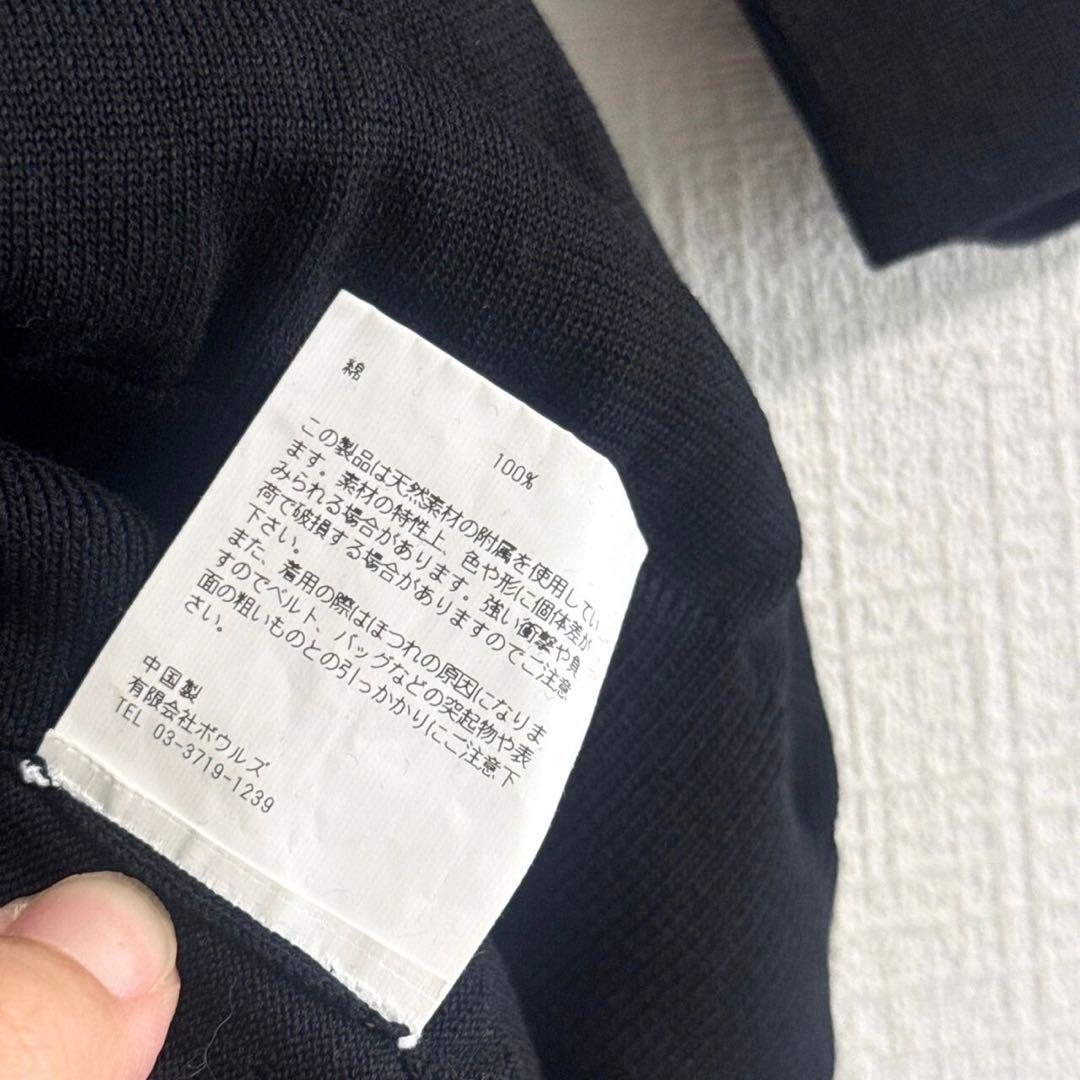 綿 100%
この製品は天然素材の附属を使用してい
ます。素材の特性上、色や形に個体差が
みられる場合があります。強い衝撃や負
荷で破損する場合がありますのでご注意
下さい。
また、着用の際はほつれの原因になりま
すのでベルト、バッグなどの突起物や表
面の粗いものとの引っかかりにご注意下
さい。
中国製
有限会社ボウルズ
TEL 03-3719-1239